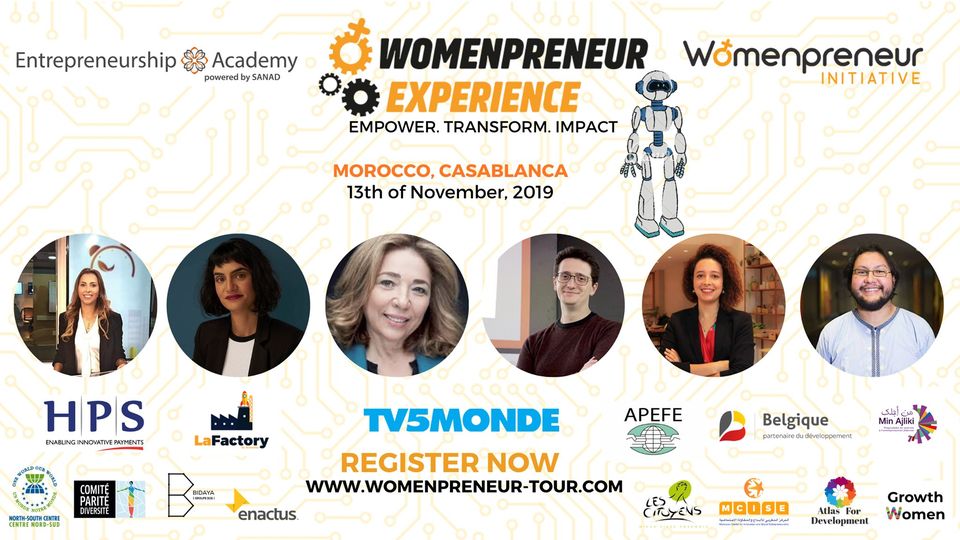 Entrepreneurship Academy
powered by SANAD
WOMENPRENEUR
EXPERIENCE
EMPOWER. TRANSFORM. IMPACT
Womenpreneur
INITIATIVE
MOROCCO, CASABLANCA
13th of November, 2019
HPS
ENABLING INNOVATIVE PAYMENTS
LaFactory
TV5MONDE
APEFE
Belgique
partenaire du développement
من أجلك
Min Ajliki
REGISTER NOW
WWW.WOMENPRENEUR-TOUR.COM
NORTH-SOUTH CENTRE
CENTRE NORD-SUD
COMITÉ
PARITÉ
DIVERSITÉ
BIDAYA
enactus.
LES
CITOYENS
MCISE
Atlas For
Development
Growth
Women